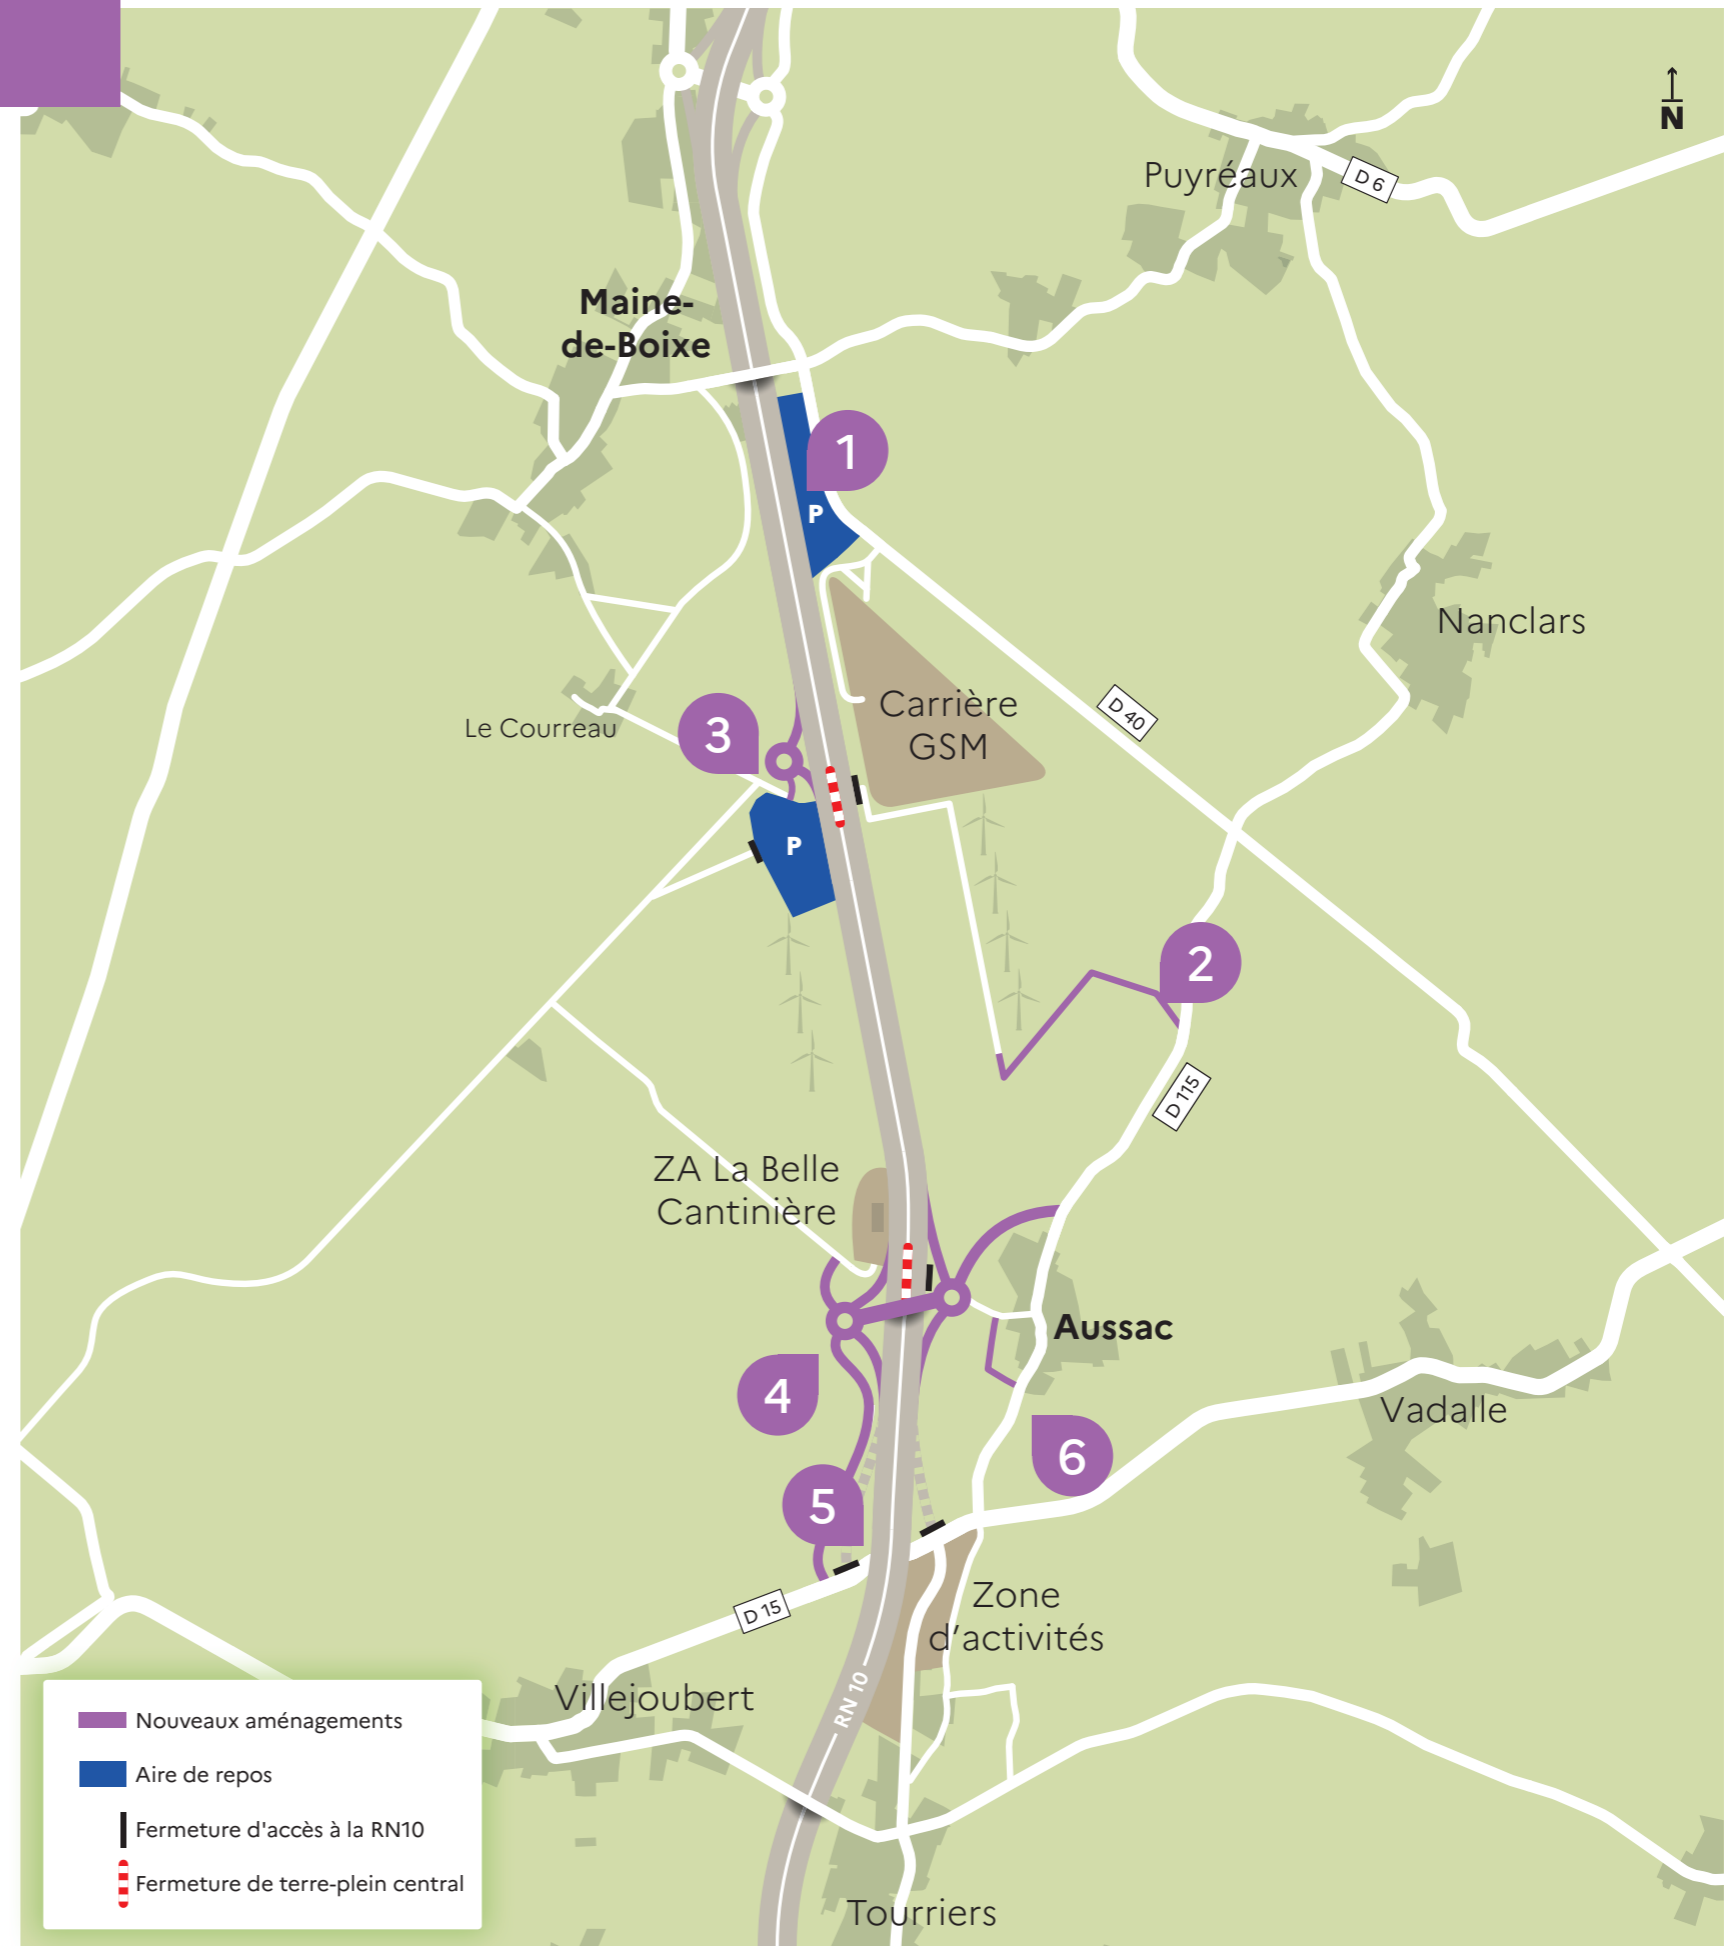 N
Puyréaux
D 6
Maine-
de-Boixe
1
P
Nanclars
Carrière
GSM
D 40
3
Le Courreau
P
2
D 115
ZA La Belle
Cantinière
Aussac
4
Vadalle
6
5
Zone
d'activités
D 15
RN 10
Villejoubert
Nouveaux aménagements
Aire de repos
Fermeture d'accès à la RN10
Fermeture de terre-plein central
Tourriers